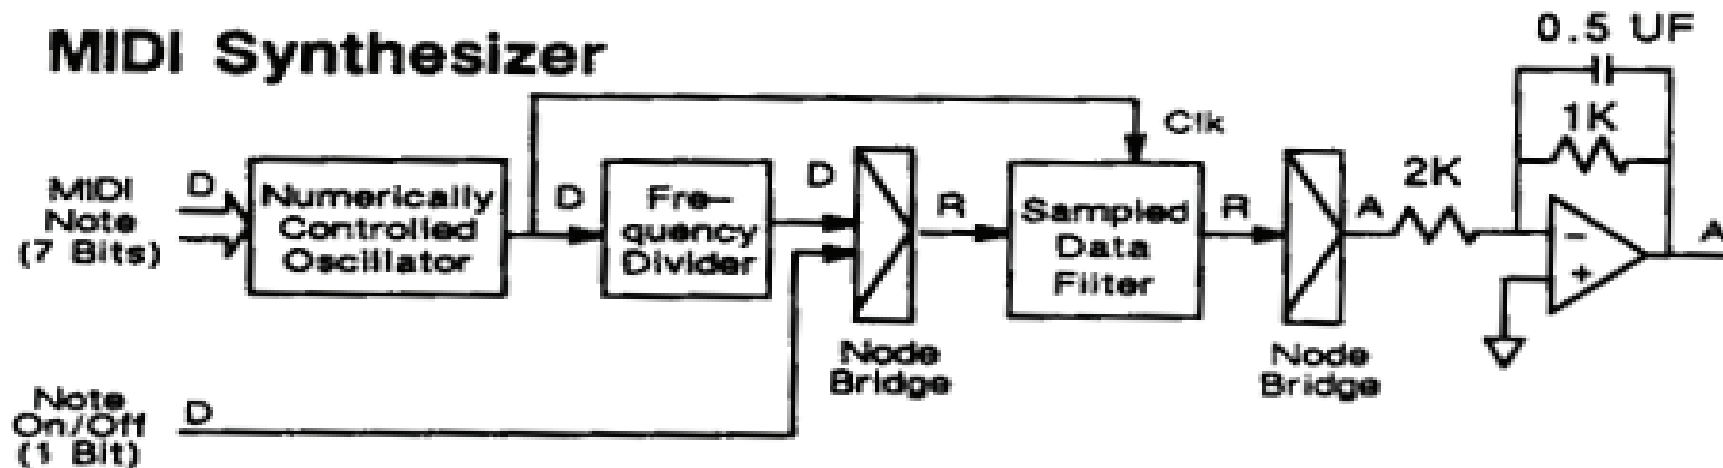 MIDI Synthesizer
0.5 UF
1K
Clk
2K
MIDI
Note
(7 Bits)
D
Numerically
Controlled
Oscillator
D
Fre-
quency
Divider
D
R
Sampled
Data
Filter
R
A
-
+
A
Node
Bridge
Node
Bridge
Note
On/Off
(1 Bit)
D